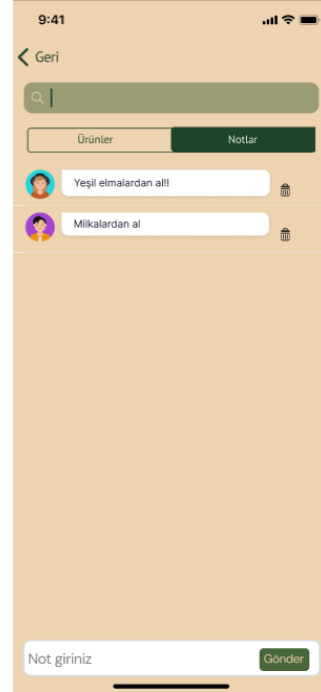 9:41
Geri
Ürünler
Notlar
Yeşil elmalardan al!!
Milkalardan al
Not giriniz
Gönder